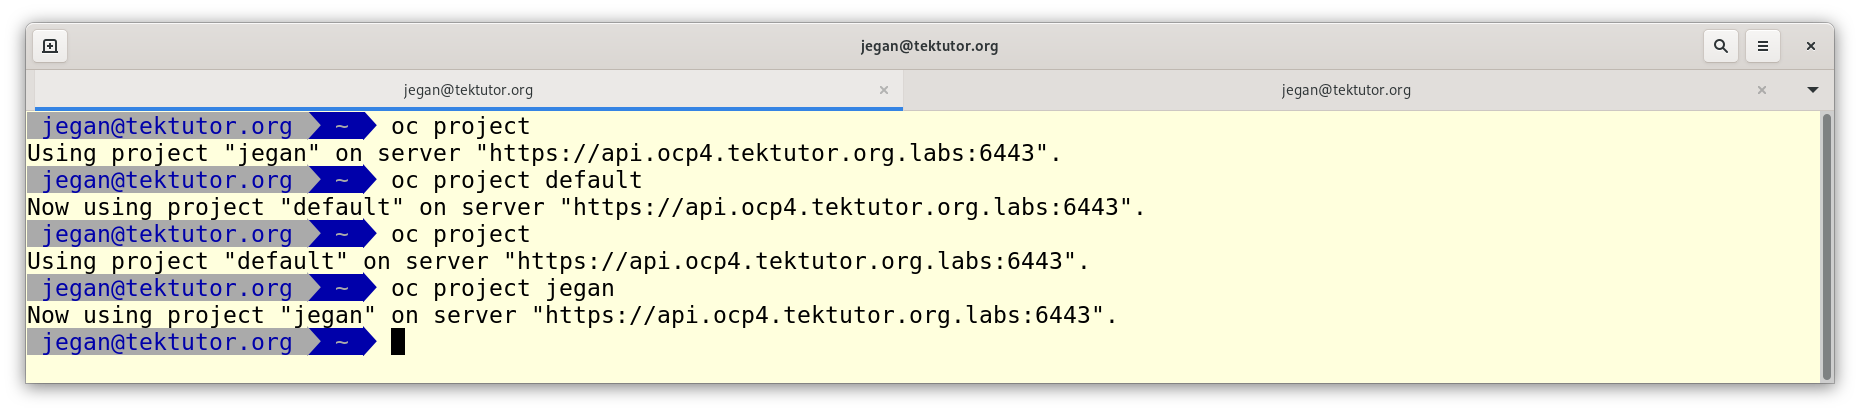 jegan@tektutor.org
jegan@tektutor.org jegan@tektutor.org
jegan@tektutor.org ~ oc project
Using project "jegan" on server "https://api.ocp4.tektutor.org.labs:6443".
jegan@tektutor.org ~ oc project default
Now using project "default" on server "https://api.ocp4.tektutor.org.labs:6443".
jegan@tektutor.org ~ oc project
Using project "default" on server "https://api.ocp4.tektutor.org.labs:6443".
jegan@tektutor.org ~ oc project jegan
Now using project "jegan" on server "https://api.ocp4.tektutor.org.labs:6443".
jegan@tektutor.org ~